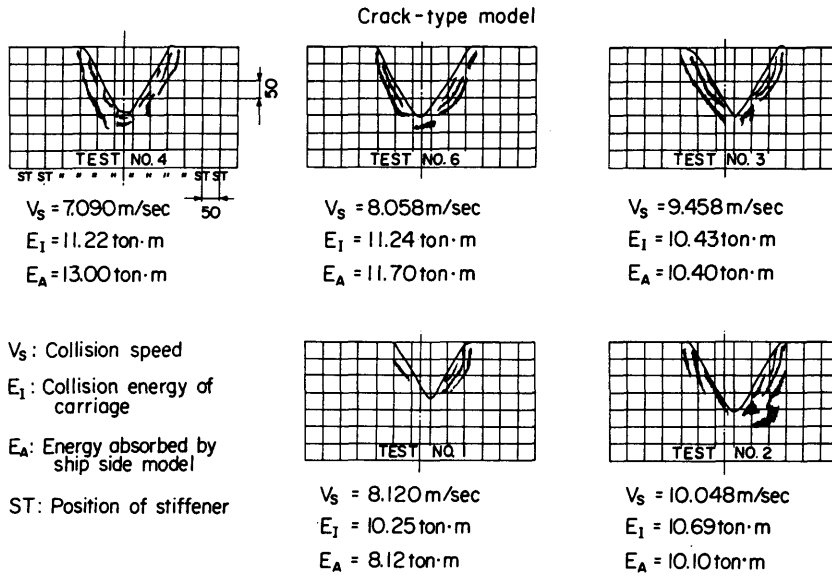 Crack-type model
50
TEST NO. 4
ST ST " " " " " " " " ST ST
50
V_S = 7.090 m/sec
E_I = 11.22 ton·m
E_A = 13.00 ton·m
TEST NO. 6
V_S = 8.058 m/sec
E_I = 11.24 ton·m
E_A = 11.70 ton·m
TEST NO. 3
V_S = 9.458 m/sec
E_I = 10.43 ton·m
E_A = 10.40 ton·m
V_S: Collision speed
E_I: Collision energy of
carriage
E_A: Energy absorbed by
ship side model
ST: Position of stiffener
TEST NO. 1
V_S = 8.120 m/sec
E_I = 10.25 ton·m
E_A = 8.12 ton·m
TEST NO. 2
V_S = 10.048 m/sec
E_I = 10.69 ton·m
E_A = 10.10 ton·m